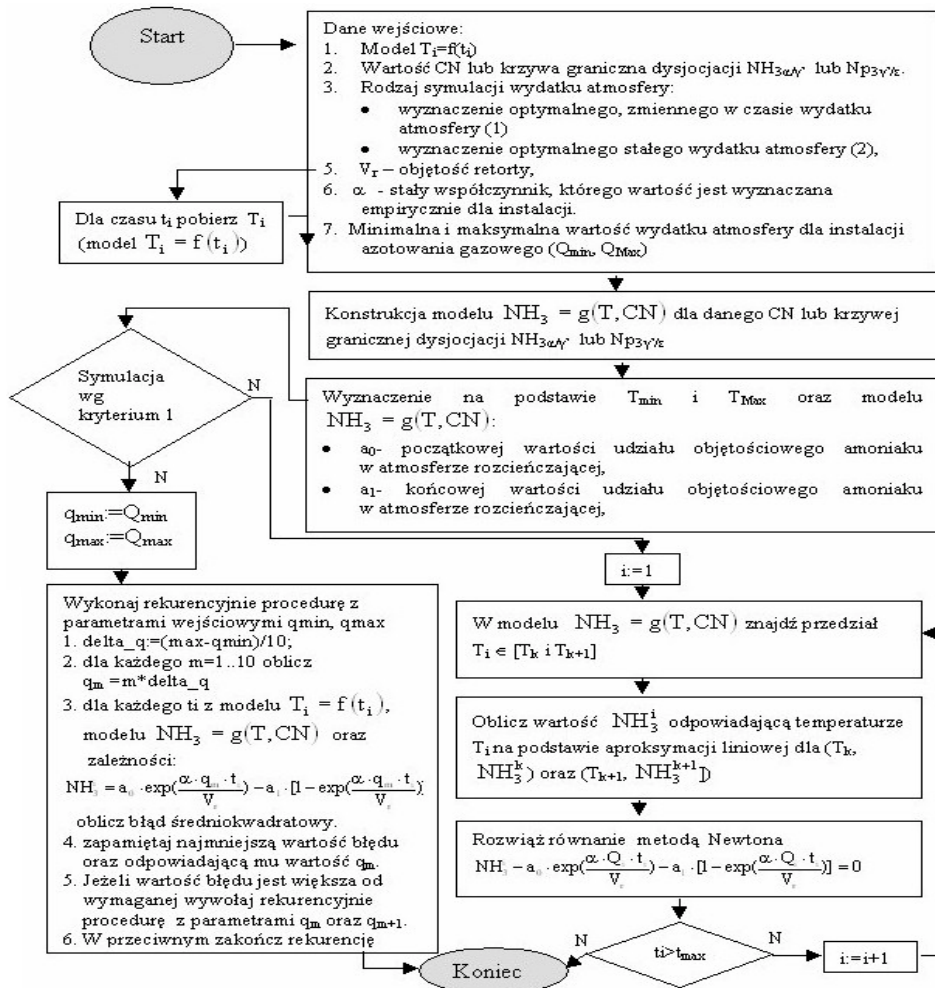 Start
Dane wejściowe:
1. Model Tᵢ=f(tᵢ)
2. Wartość CN lub krzywa graniczna dysjocjacji NH₃α/γ' lub Np₃γ'/ε.
3. Rodzaj symulacji wydatku atmosfery:
• wyznaczenie optymalnego, zmiennego w czasie wydatku
atmosfery (1)
• wyznaczenie optymalnego stałego wydatku atmosfery (2),
5. Vᵣ – objętość retorty,
6. α - stały współczynnik, którego wartość jest wyznaczana
empirycznie dla instalacji.
7. Minimalna i maksymalna wartość wydatku atmosfery dla instalacji
azotowania gazowego (Qmin, QMax)
Dla czasu tᵢ pobierz Tᵢ
(model Tᵢ = f(tᵢ))
Konstrukcja modelu NH₃ = g(T,CN) dla danego CN lub krzywej
granicznej dysjocjacji NH₃α/γ' lub Np₃γ'/ε
Symulacja
wg
kryterium 1
N
N
Wyznaczenie na podstawie Tmin i TMax oraz modelu
NH₃ = g(T,CN):
• a₀- początkowej wartości udziału objętościowego amoniaku
w atmosferze rozcieńczającej,
• a₁- końcowej wartości udziału objętościowego amoniaku
w atmosferze rozcieńczającej,
qmin:=Qmin
qmax:=Qmax
i:=1
Wykonaj rekurencyjnie procedurę z
parametrami wejściowymi qmin, qmax
1. delta_q:=(max-qmin)/10;
2. dla każdego m=1..10 oblicz
qₘ =m*delta_q
3. dla każdego ti z modelu Tᵢ = f(tᵢ),
modelu NH₃ = g(T,CN) oraz
zależności:
NH₃ⁱ = a₀ · exp(α·qₘ·tᵢ/Vᵣ) – a₁ · [1 – exp(α·qₘ·tᵢ/Vᵣ)]
oblicz błąd średniokwadratowy.
4. zapamiętaj najmniejszą wartość błędu
oraz odpowiadającą mu wartość qₘ.
5. Jeżeli wartość błędu jest większa od
wymaganej wywołaj rekurencyjnie
procedurę z parametrami qₘ oraz qₘ₊₁.
6. W przeciwnym zakończ rekurencję
W modelu NH₃ = g(T,CN) znajdź przedział
Tᵢ ∈ [Tₖ i Tₖ₊₁]
Oblicz wartość NH₃ⁱ odpowiadającą temperaturze
Tᵢ na podstawie aproksymacji liniowej dla (Tₖ,
NH₃ᵏ) oraz (Tₖ₊₁, NH₃ᵏ⁺¹])
Rozwiąż równanie metodą Newtona
NH₃ⁱ – a₀ · exp(α·Qᵢ·tᵢ/Vᵣ) – a₁ · [1 – exp(α·Qᵢ·tᵢ/Vᵣ)] = 0
N
ti>tmax
N
i:=i+1
Koniec